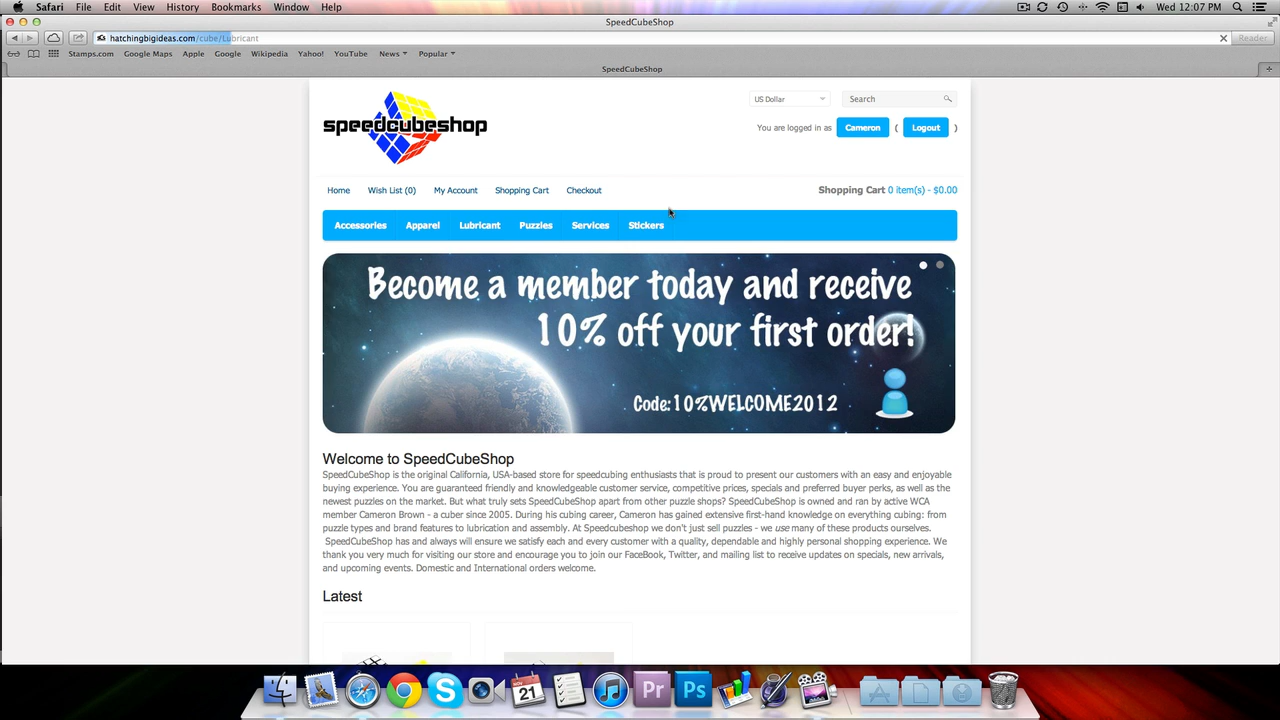 Safari File Edit View History Bookmarks Window Help Wed 12:07 PM
SpeedCubeShop
hatchingbigideas.com/cube/Lubricant Reader
Stamps.com Google Maps Apple Google Wikipedia Yahoo! YouTube News Popular
SpeedCubeShop
speedcubeshop
US Dollar Search
You are logged in as Cameron ( Logout )
Home Wish List (0) My Account Shopping Cart Checkout Shopping Cart 0 item(s) - $0.00
Accessories Apparel Lubricant Puzzles Services Stickers
Become a member today and receive
10% off your first order!
Code:10%WELCOME2012
Welcome to SpeedCubeShop
SpeedCubeShop is the original California, USA-based store for speedcubing enthusiasts that is proud to present our customers with an easy and enjoyable
buying experience. You are guaranteed friendly and knowledgeable customer service, competitive prices, specials and preferred buyer perks, as well as the
newest puzzles on the market. But what truly sets SpeedCubeShop apart from other puzzle shops? SpeedCubeShop is owned and ran by active WCA
member Cameron Brown - a cuber since 2005. During his cubing career, Cameron has gained extensive first-hand knowledge on everything cubing: from
puzzle types and brand features to lubrication and assembly. At Speedcubeshop we don't just sell puzzles - we use many of these products ourselves.
SpeedCubeShop has and always will ensure we satisfy each and every customer with a quality, dependable and highly personal shopping experience. We
thank you very much for visiting our store and encourage you to join our FaceBook, Twitter, and mailing list to receive updates on specials, new arrivals,
and upcoming events. Domestic and International orders welcome.
Latest
NOV
21
Pr
Ps